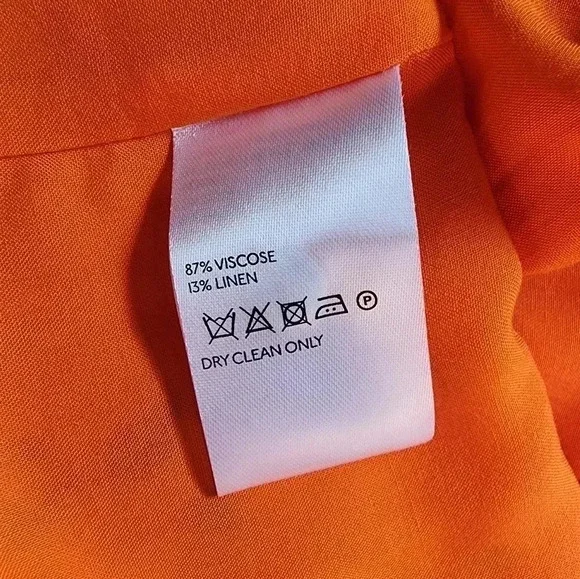 87% VISCOSE
13% LINEN
P
DRY CLEAN ONLY